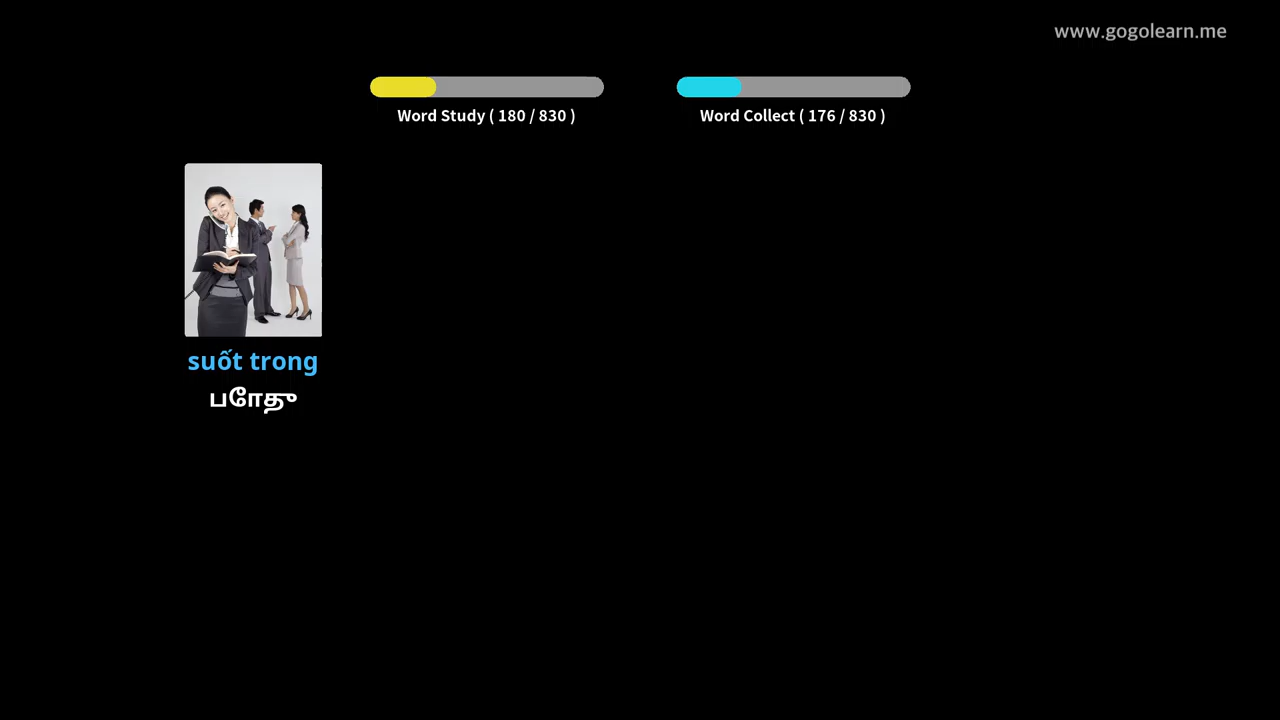 www.gogolearn.me
Word Study ( 180 / 830 )
Word Collect ( 176 / 830 )
suốt trong
போது